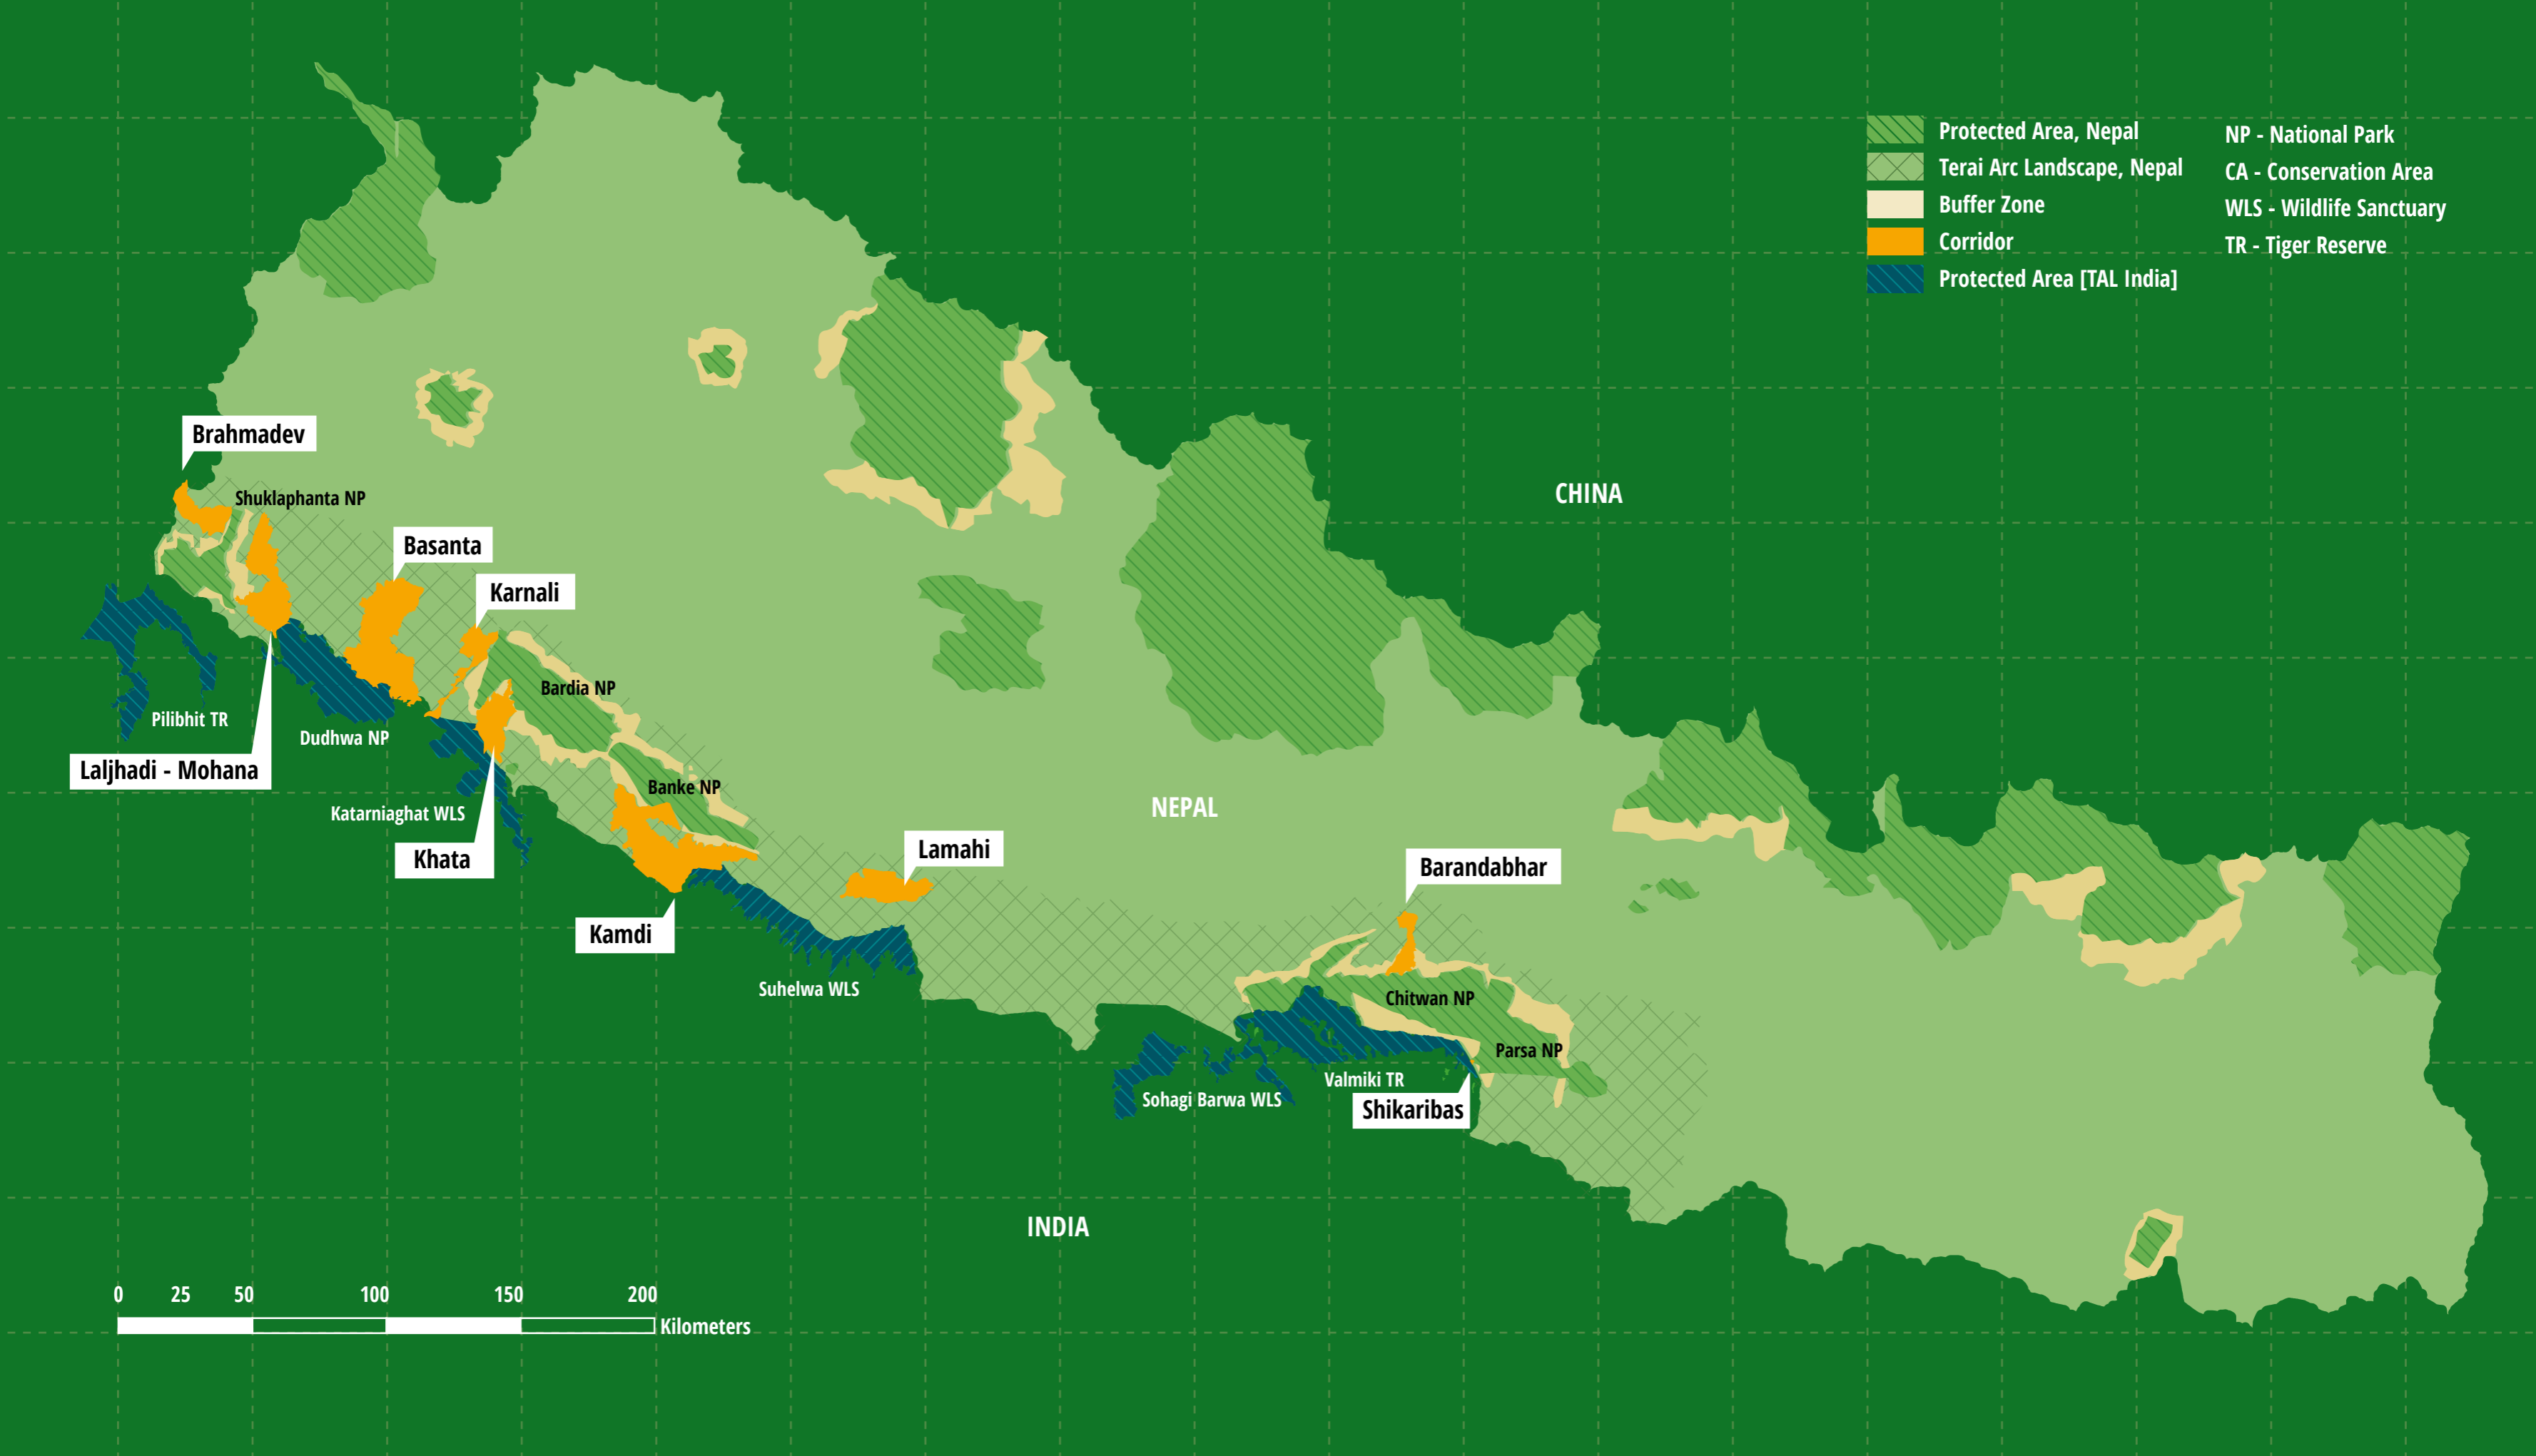 Protected Area, Nepal
Terai Arc Landscape, Nepal
Buffer Zone
Corridor
Protected Area [TAL India]
NP - National Park
CA - Conservation Area
WLS - Wildlife Sanctuary
TR - Tiger Reserve
Brahmadev
Shuklaphanta NP
CHINA
Basanta
Karnali
Bardia NP
Pilibhit TR
Dudhwa NP
Laljhadi - Mohana
Banke NP
NEPAL
Katarniaghat WLS
Khata
Lamahi
Barandabhar
Kamdi
Suhelwa WLS
Chitwan NP
Parsa NP
Valmiki TR
Sohagi Barwa WLS
Shikaribas
INDIA
0 25 50 100 150 200
Kilometers